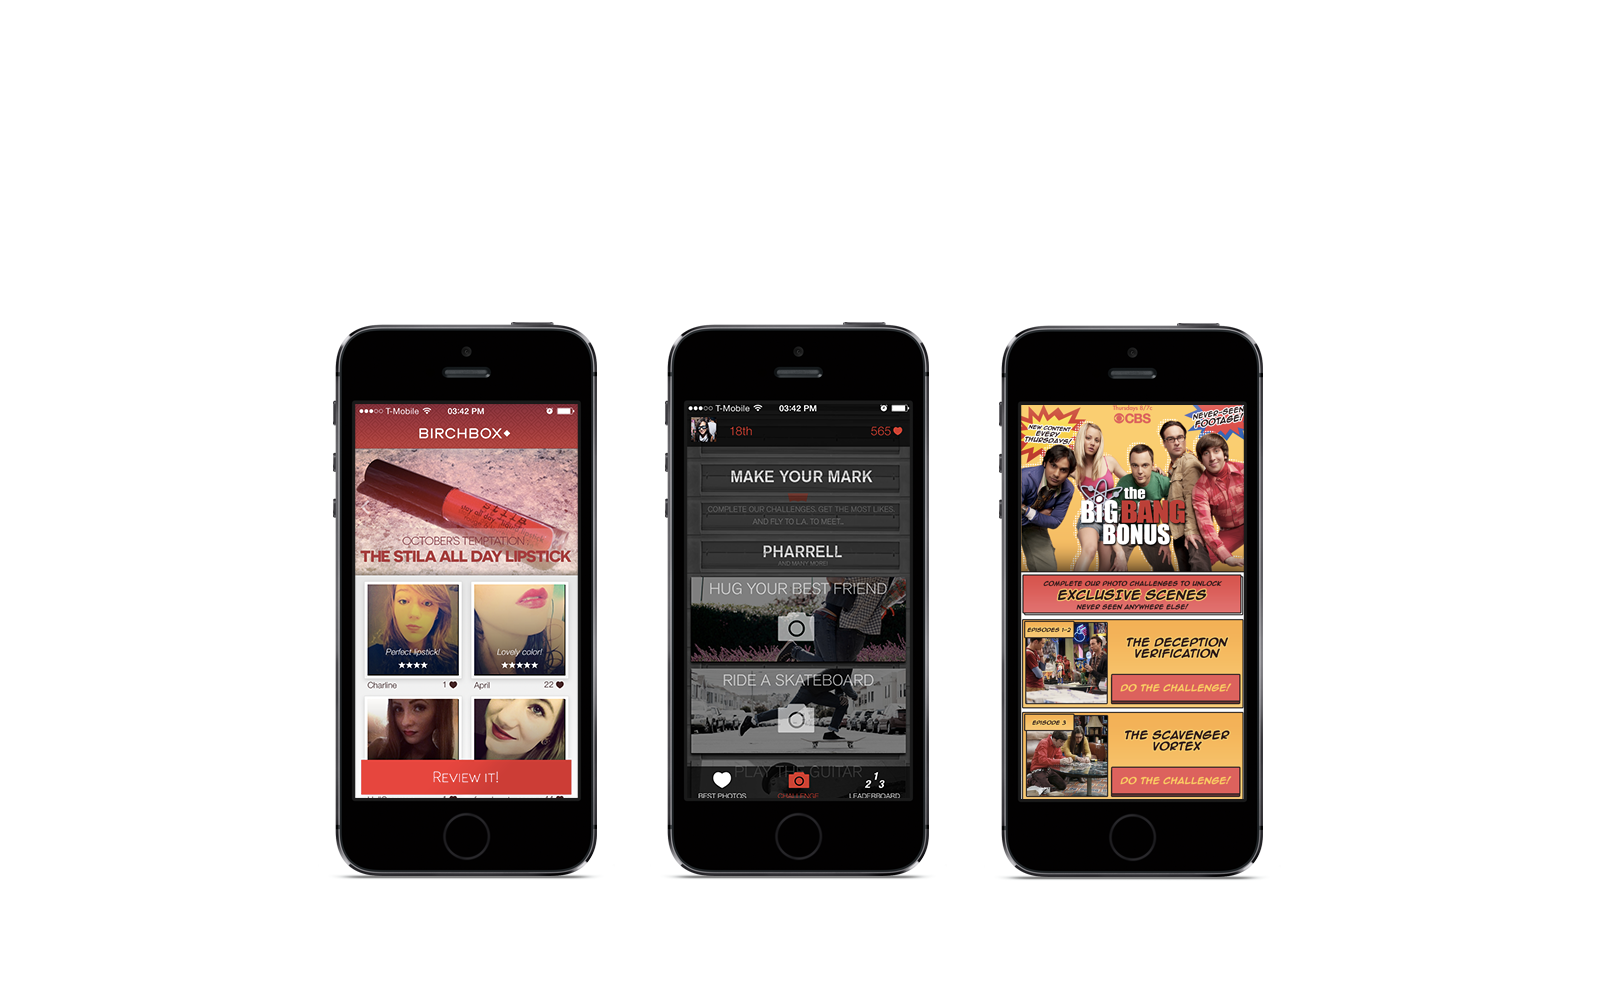 T-Mobile 03:42 PM
BIRCHBOX
OCTOBER'S TEMPTATION :
THE STILA ALL DAY LIPSTICK
Perfect lipstick!
Lovely color!
Charline 1
April 22
REVIEW IT!
T-Mobile 03:42 PM
18th 565
MAKE YOUR MARK
COMPLETE OUR CHALLENGES, GET THE MOST LIKES,
AND FLY TO L.A. TO MEET...
PHARRELL
AND MANY MORE!
HUG YOUR BEST FRIEND
RIDE A SKATEBOARD
PLAY THE GUITAR
BEST PHOTOS
CHALLENGE
1
2 3
LEADERBOARD
Thursdays 8/7c
CBS
NEW CONTENT
EVERY
THURSDAYS!
NEVER-SEEN
FOOTAGE!
the
BIG BANG
BONUS
COMPLETE OUR PHOTO CHALLENGES TO UNLOCK
EXCLUSIVE SCENES
NEVER SEEN ANYWHERE ELSE!
EPISODES 1-2
THE DECEPTION
VERIFICATION
DO THE CHALLENGE!
EPISODE 3
THE SCAVENGER
VORTEX
DO THE CHALLENGE!